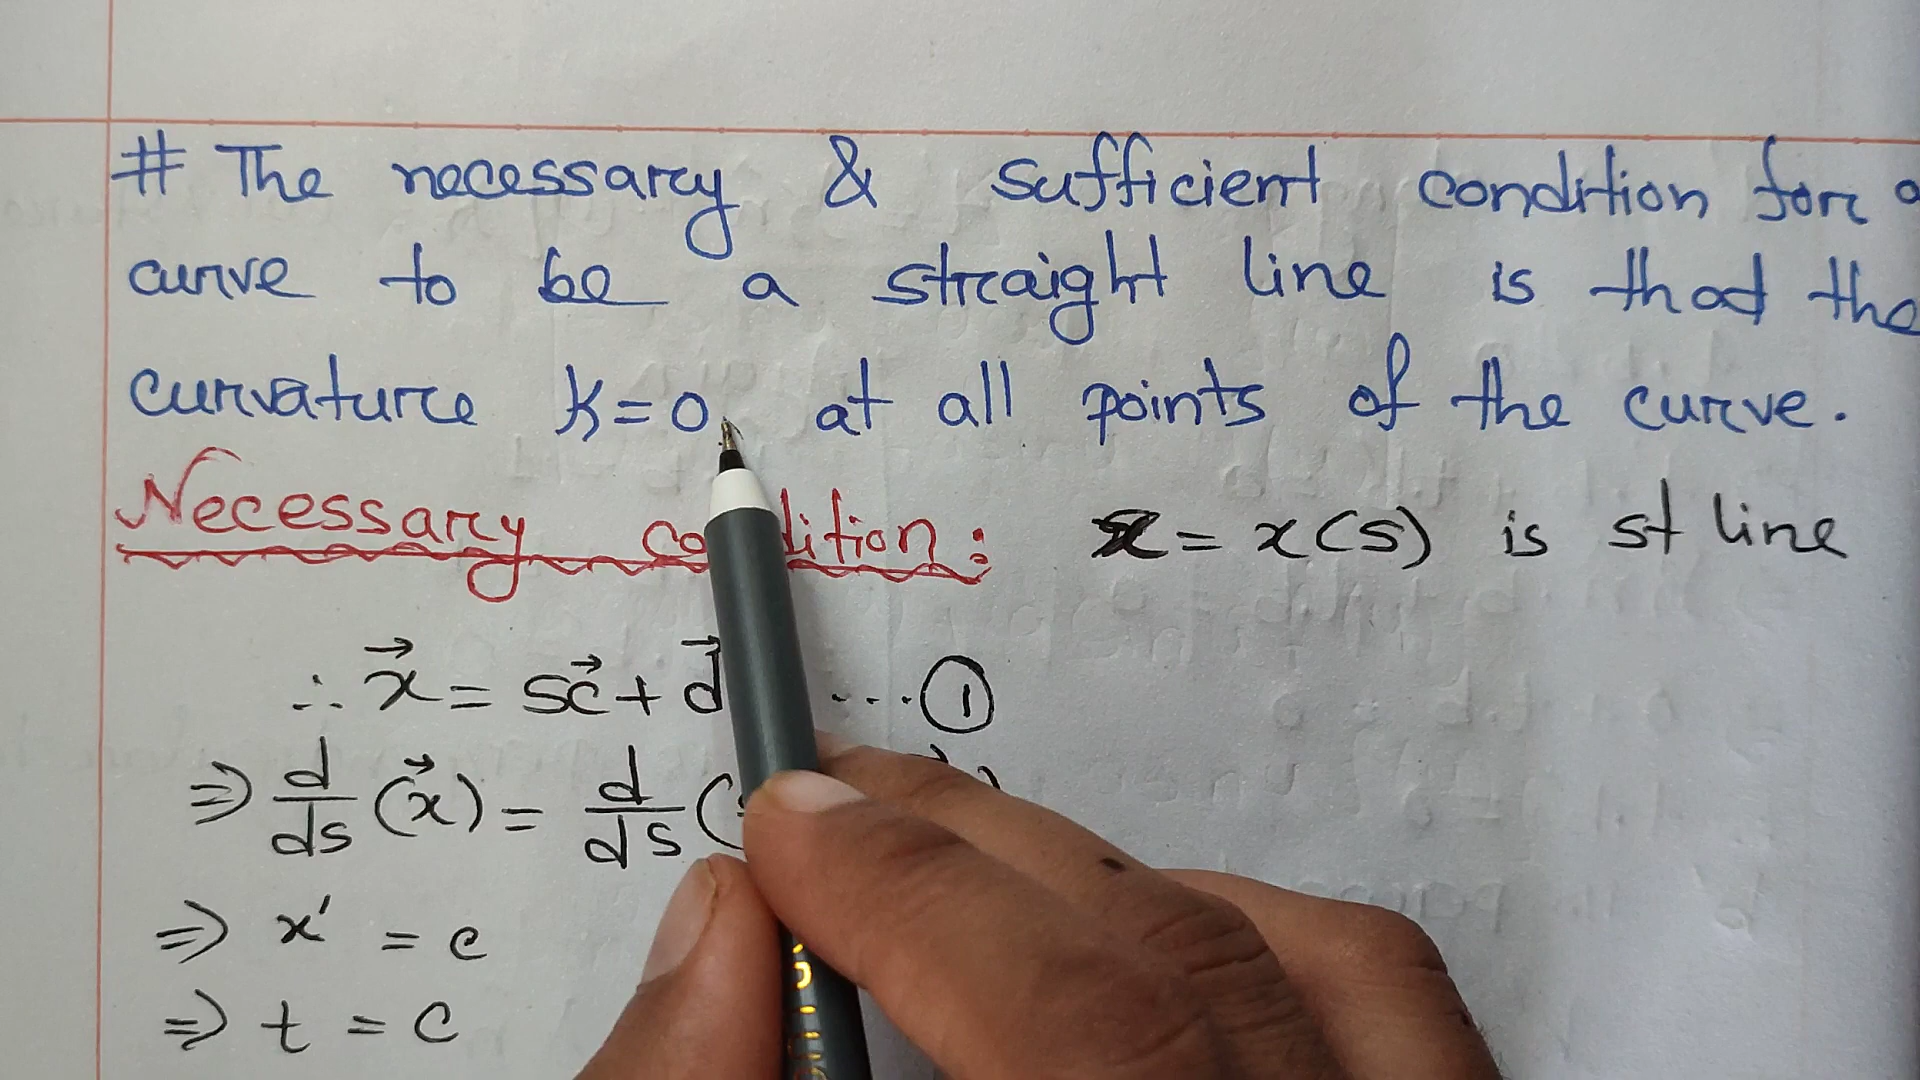 # The necessary & sufficient condition for a
curve to be a straight line is that the
curvature K=0, at all points of the curve.
Necessary condition: x = x(s) is st line
∴ x⃗ = sc⃗ + d⃗ ....①
⇒ d/ds (x⃗) = d/ds (
⇒ x' = c
⇒ t = c